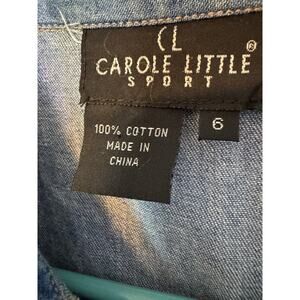 CL
CAROLE LITTLE®
SPORT
100% COTTON
MADE IN
CHINA
6